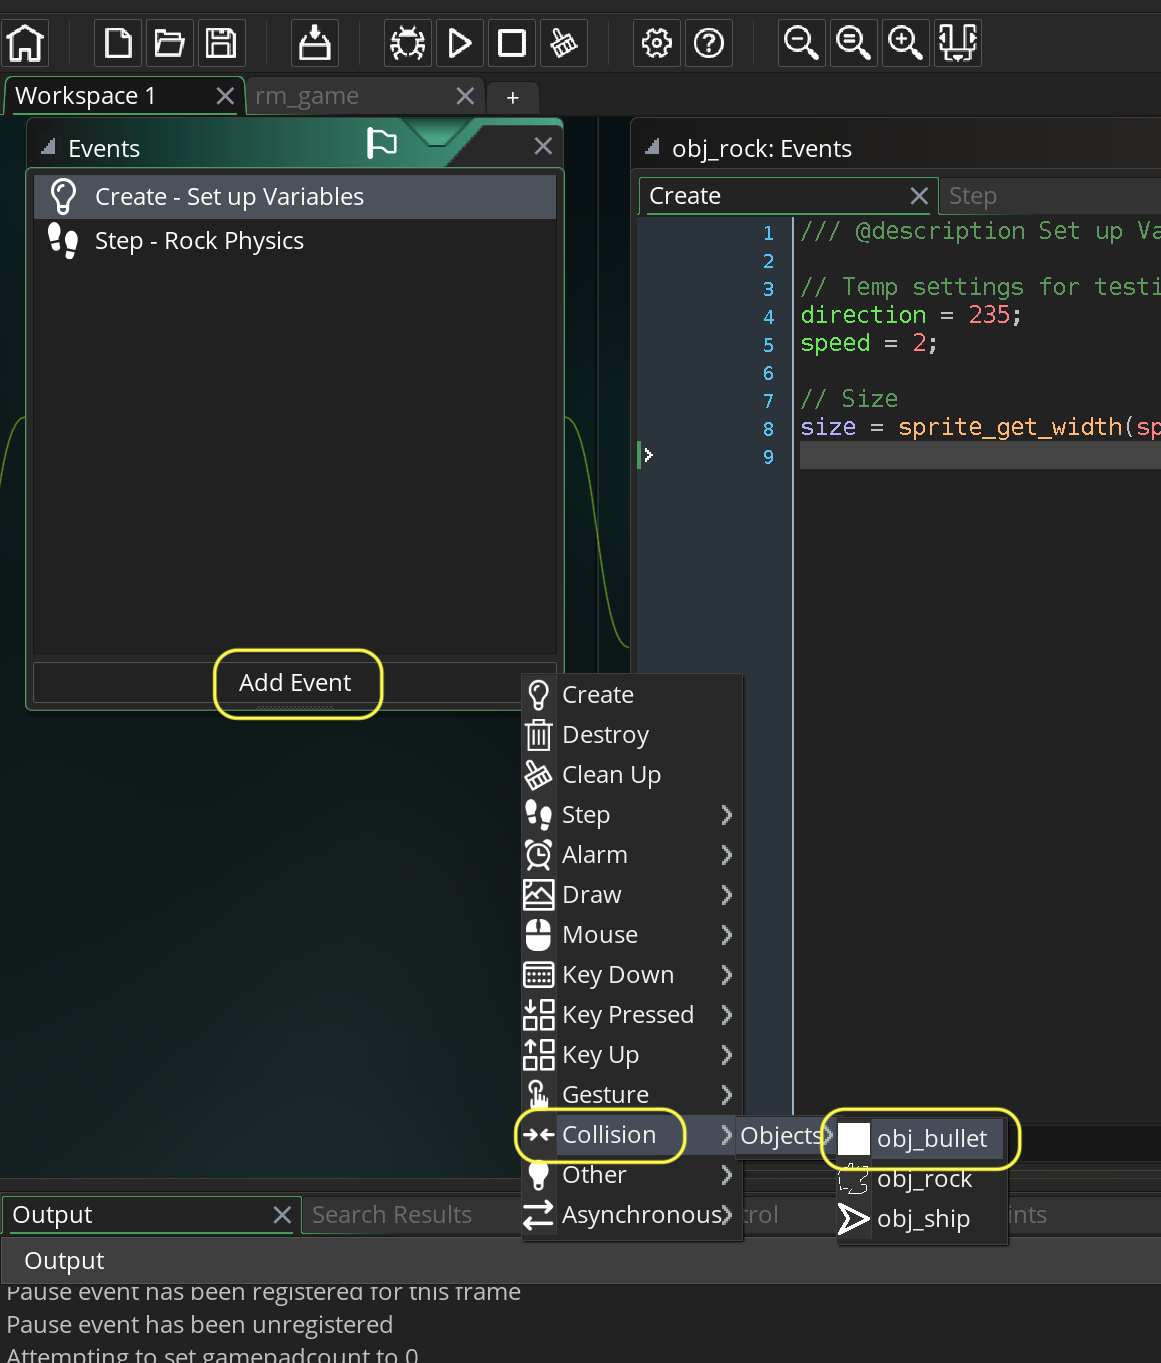 Workspace 1
rm_game
+
Events
Create - Set up Variables
Step - Rock Physics
Add Event
obj_rock: Events
Create
Step
1 /// @description Set up Va
2
3 // Temp settings for testi
4 direction = 235;
5 speed = 2;
6
7 // Size
8 size = sprite_get_width(sp
9
Create
Destroy
Clean Up
Step
Alarm
Draw
Mouse
Key Down
Key Pressed
Key Up
Gesture
Collision
Other
Asynchronous
Objects
obj_bullet
obj_rock
obj_ship
Output
Search Results
trol
ints
Output
Pause event has been registered for this frame
Pause event has been unregistered
Attempting to set gamepadcount to 0